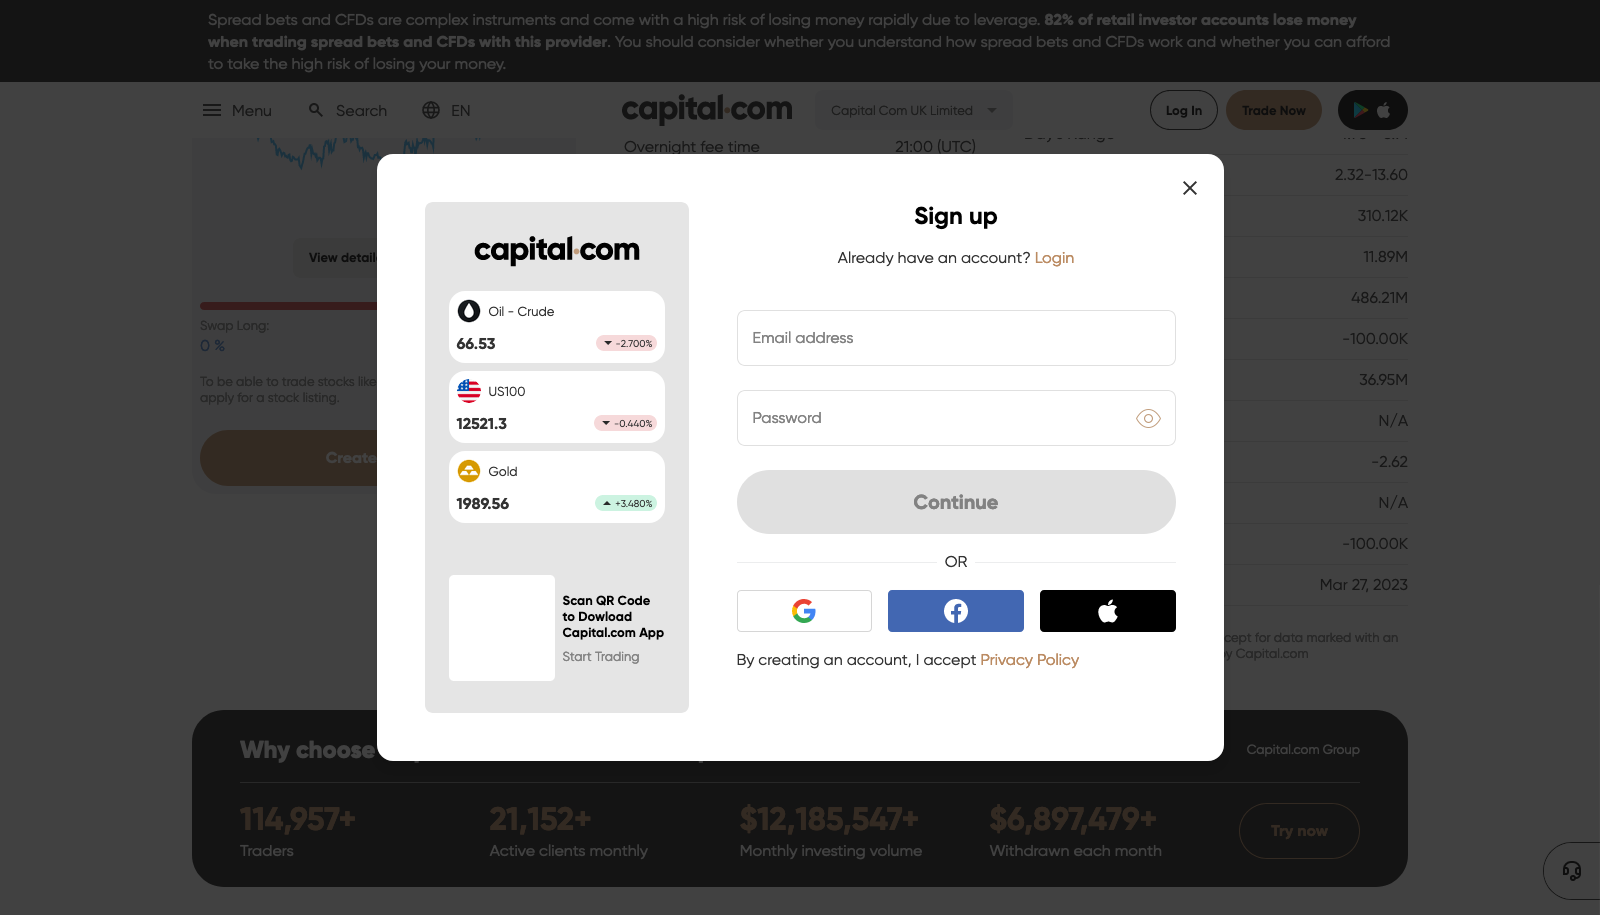 Spread bets and CFDs are complex instruments and come with a high risk of losing money rapidly due to leverage. 82% of retail investor accounts lose money
when trading spread bets and CFDs with this provider. You should consider whether you understand how spread bets and CFDs work and whether you can afford
to take the high risk of losing your money.
Menu
Search
EN
capital.com
Capital Com UK Limited
Log In
Trade Now
Overnight fee time
21:00 (UTC)
2.32-13.60
310.12K
11.89M
486.21M
-100.00K
36.95M
N/A
-2.62
N/A
-100.00K
Mar 27, 2023
View
Swap Long:
0 %
To be able to trade stocks like
apply for a stock listing.
Create
cept for data marked with an
by Capital.com
capital.com
Oil - Crude
66.53
-2.700%
US100
12521.3
-0.440%
Gold
1989.56
+3.480%
Scan QR Code
to Dowload
Capital.com App
Start Trading
Sign up
Already have an account? Login
Email address
Password
Continue
OR
By creating an account, I accept Privacy Policy
Why choose
Capital.com Group
114,957+
Traders
21,152+
Active clients monthly
$12,185,547+
Monthly investing volume
$6,897,479+
Withdrawn each month
Try now